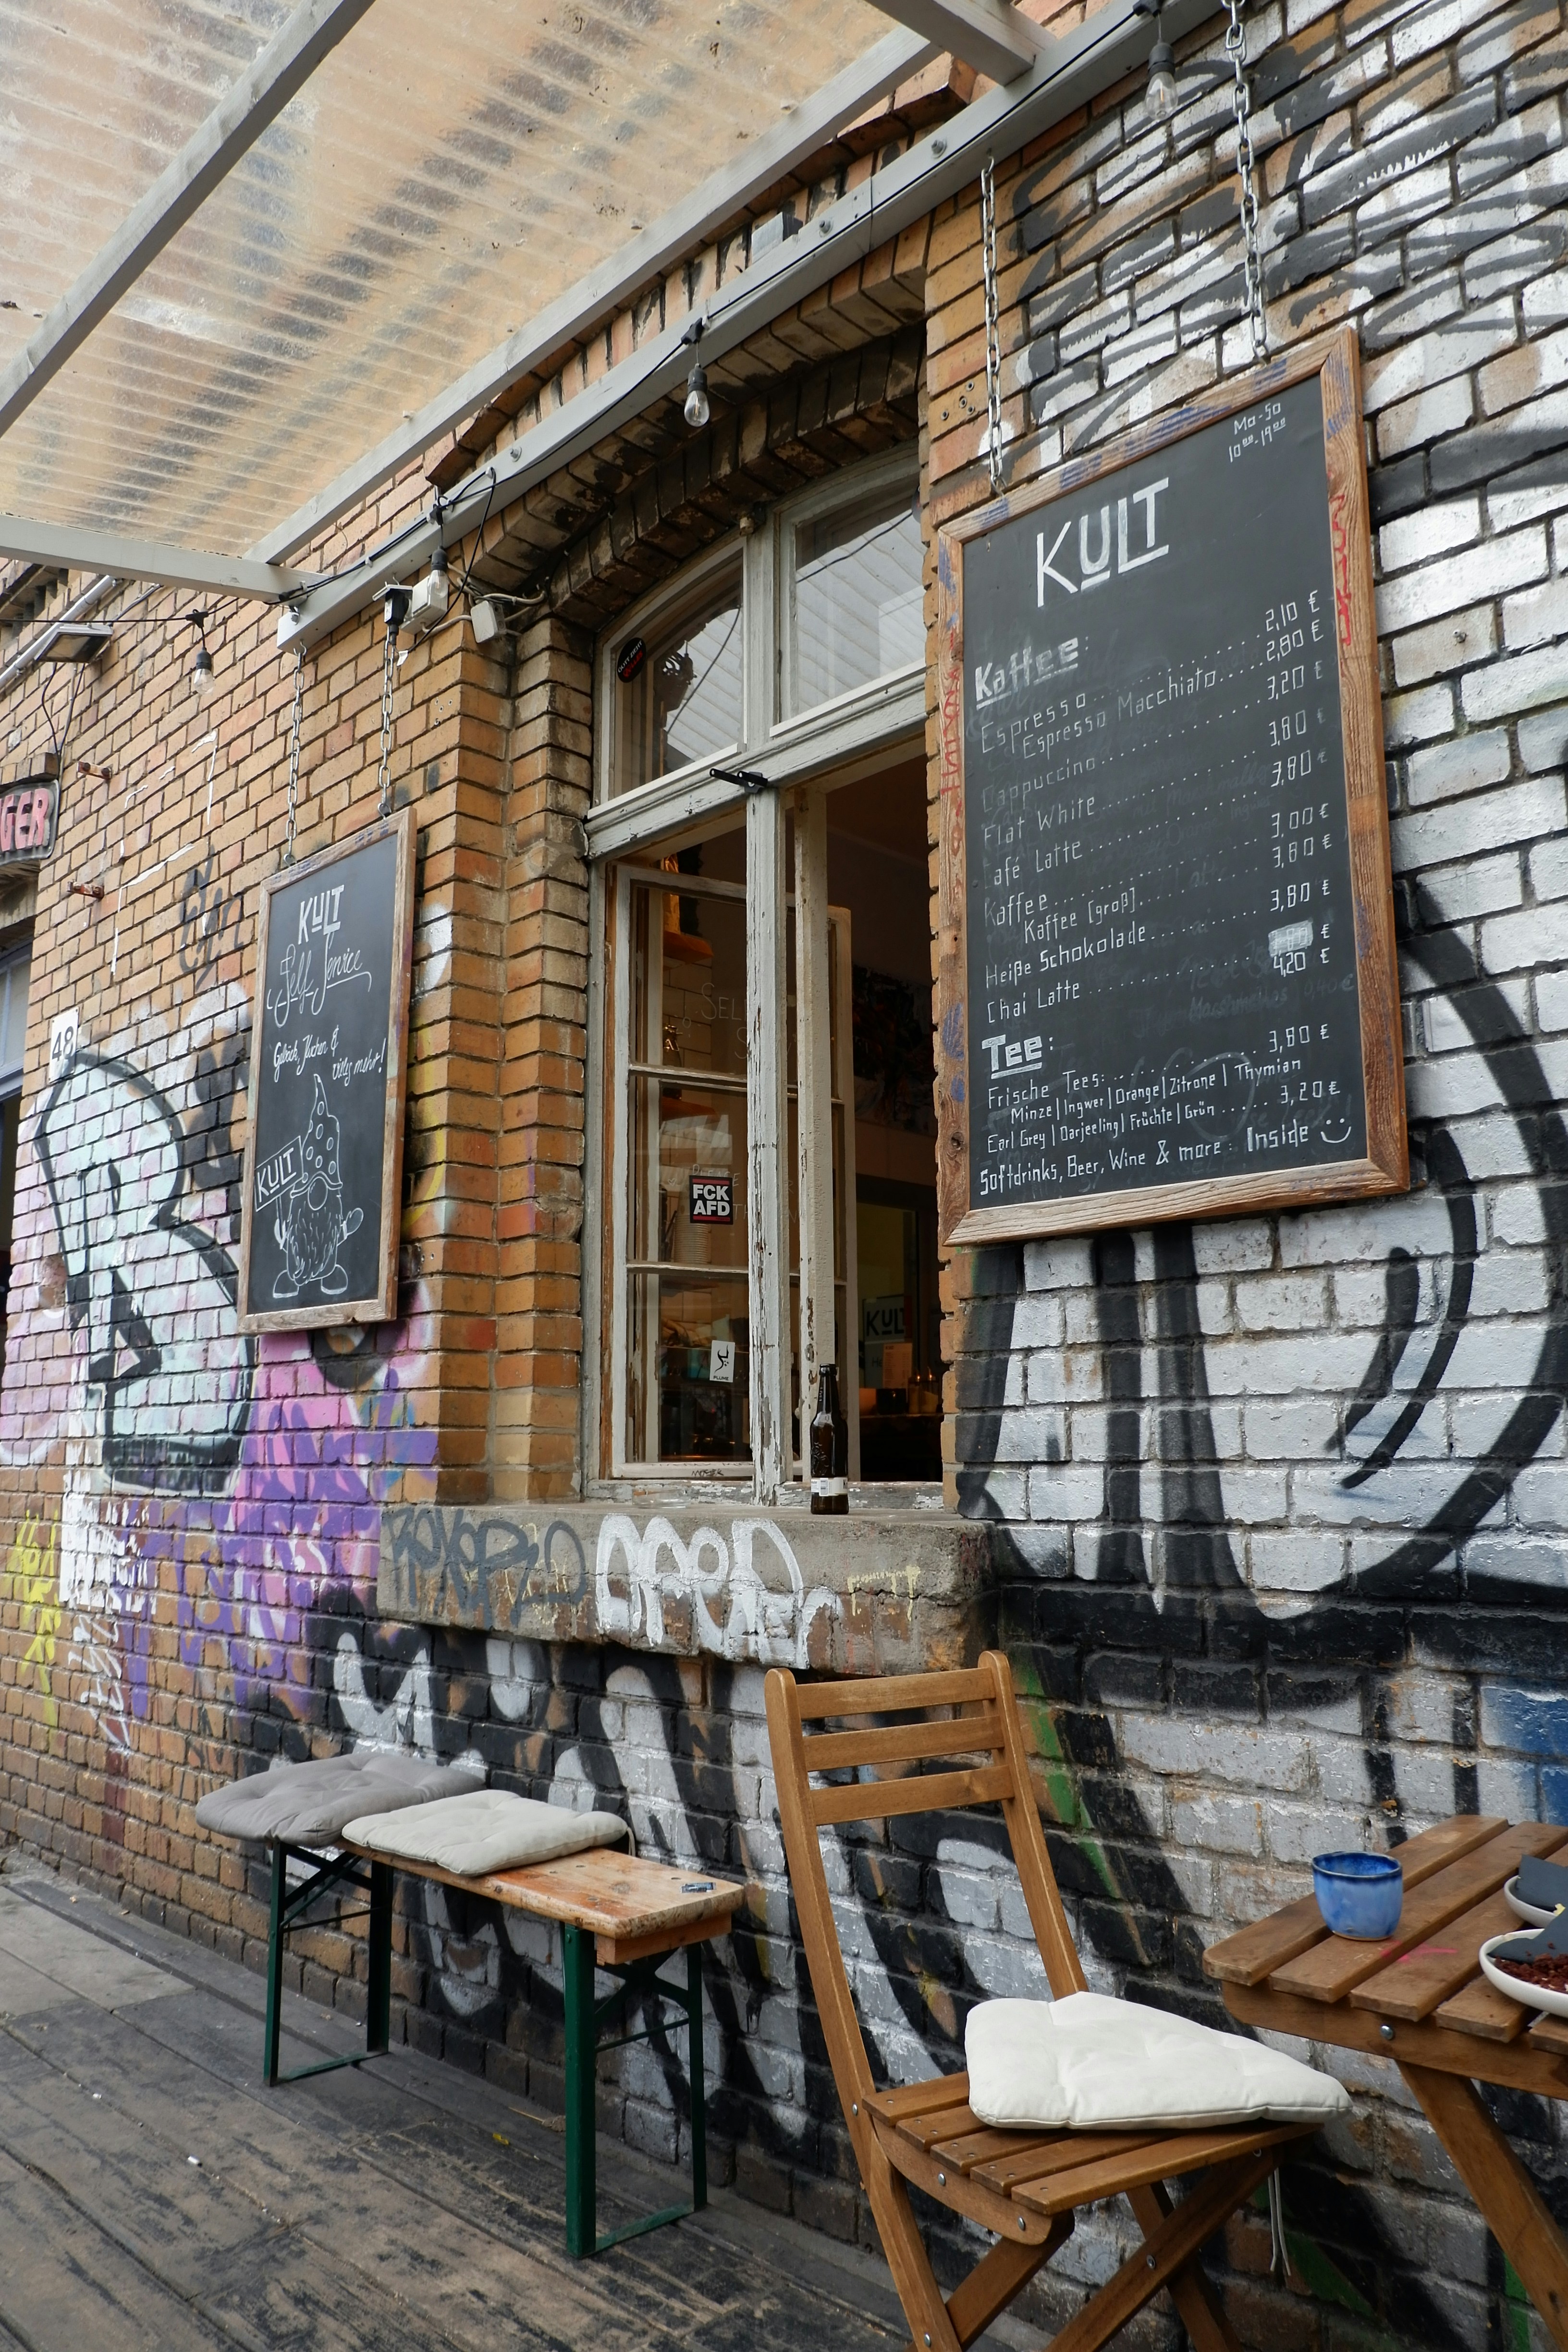 GER
48
KULT
Self Service
Gebäck, Kuchen &
vieles mehr!
KULT
FCK
AFD
PLUME
KULT
Mo-So
10⁰⁰-19⁰⁰
KULT
Kaffee:
Espresso........................ 2,10 €
Espresso Macchiato.... 2,80 €
Cappuccino.................. 3,20 €
Flat White................... 3,80 €
Café Latte................... 3,80 €
Kaffee......................... 3,00 €
Kaffee [groß].............. 3,80 €
Heiße Schokolade......... 3,80 €
Chai Latte................... 4,20 €
Tee:
Frische Tees:............... 3,80 €
Minze | Ingwer | Orange | Zitrone | Thymian
Earl Grey | Darjeeling | Früchte | Grün ..... 3,20 €
Softdrinks, Beer, Wine & more: Inside